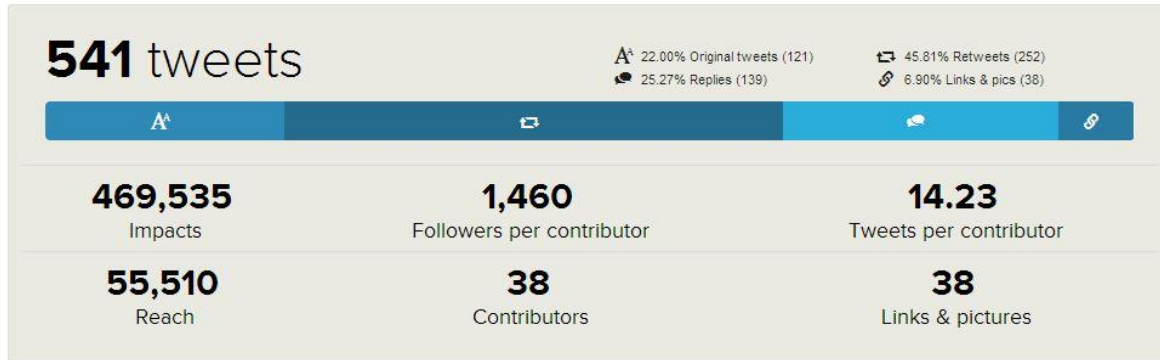 541 tweets
AA 22.00% Original tweets (121)
45.81% Retweets (252)
25.27% Replies (139)
6.90% Links & pics (38)
AA
469,535
1,460
14.23
Impacts
Followers per contributor
Tweets per contributor
55,510
38
38
Reach
Contributors
Links & pictures